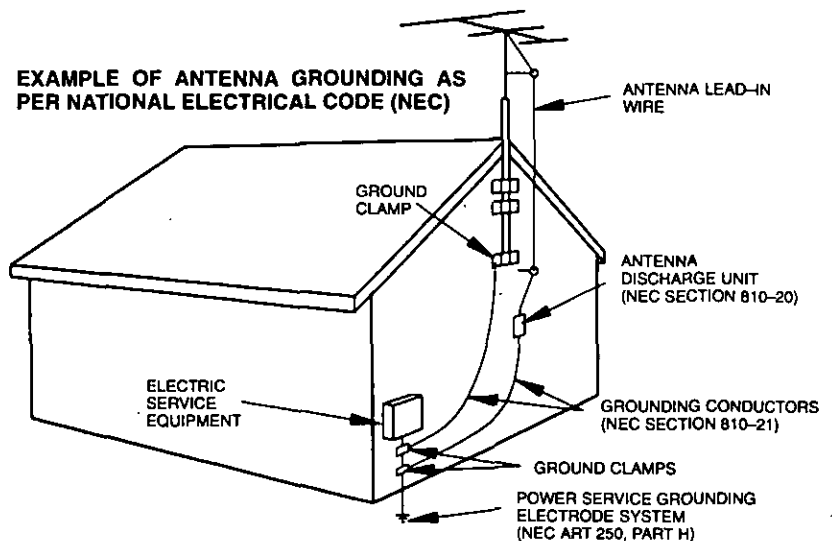 EXAMPLE OF ANTENNA GROUNDING AS
PER NATIONAL ELECTRICAL CODE (NEC)
ANTENNA LEAD–IN
WIRE
GROUND
CLAMP
ANTENNA
DISCHARGE UNIT
(NEC SECTION 810–20)
ELECTRIC
SERVICE
EQUIPMENT
GROUNDING CONDUCTORS
(NEC SECTION 810–21)
GROUND CLAMPS
POWER SERVICE GROUNDING
ELECTRODE SYSTEM
(NEC ART 250, PART H)